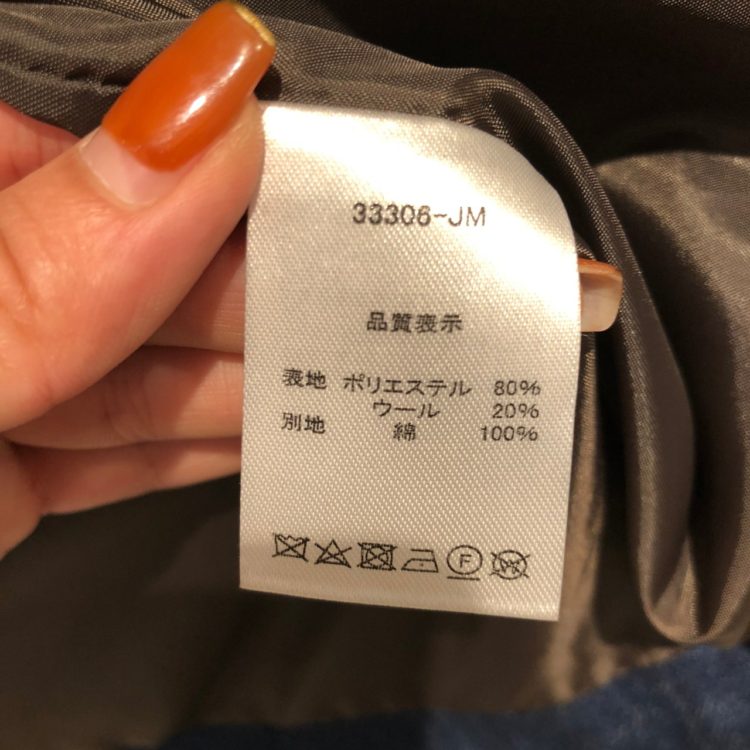 33306-JM
品質表示
表地 ポリエステル 80%
ウール 20%
別地 綿 100%
F W